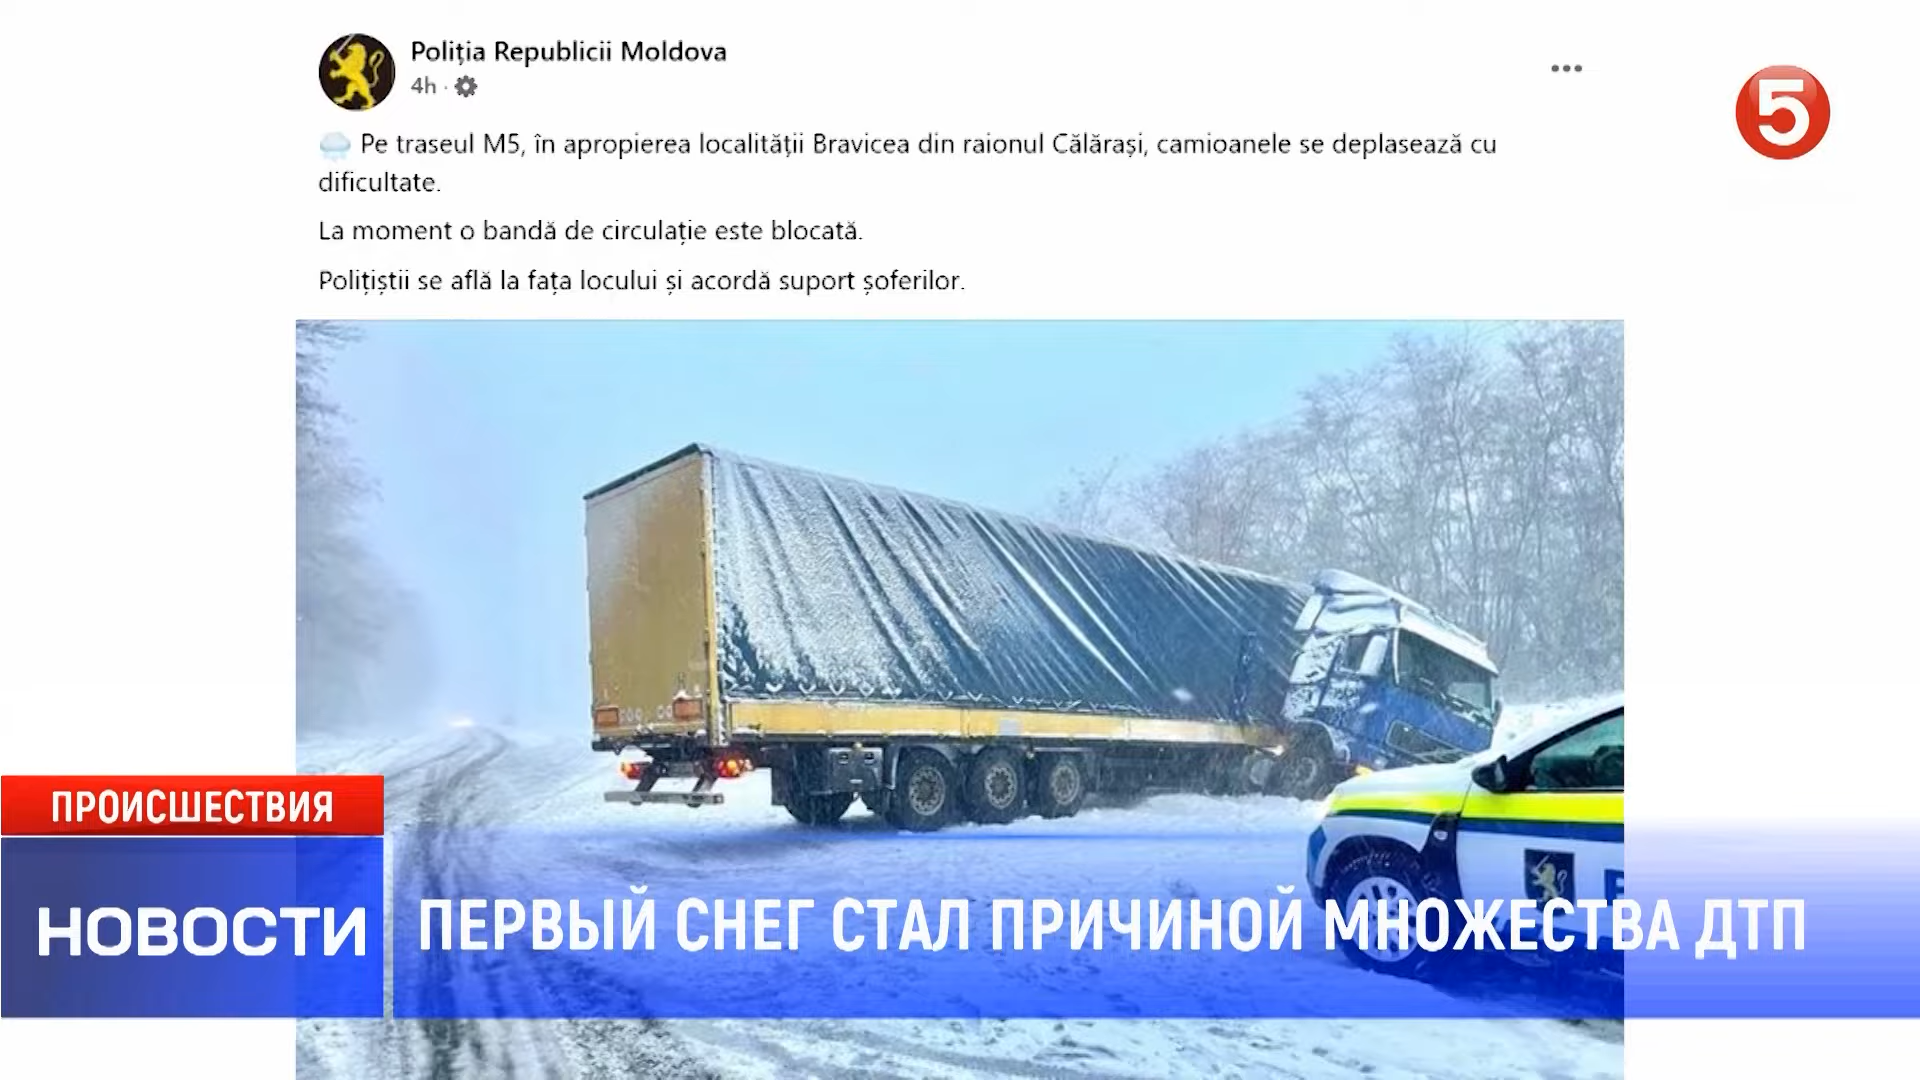 Poliția Republicii Moldova
4h ·
5
Pe traseul M5, în apropierea localității Bravicea din raionul Călărași, camioanele se deplasează cu
dificultate.
La moment o bandă de circulație este blocată.
Polițiștii se află la fața locului și acordă suport șoferilor.
ПРОИСШЕСТВИЯ
НОВОСТИ
ПЕРВЫЙ СНЕГ СТАЛ ПРИЧИНОЙ МНОЖЕСТВА ДТП